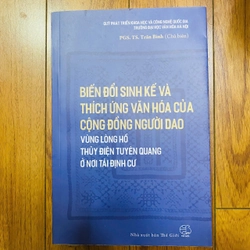 QUỸ PHÁT TRIỂN KHOA HỌC VÀ CÔNG NGHỆ QUỐC GIA
TRƯỜNG ĐẠI HỌC VĂN HÓA HÀ NỘI
PGS. TS. Trần Bình (Chủ biên)
BIẾN ĐỔI SINH KẾ VÀ
THÍCH ỨNG VĂN HÓA CỦA
CỘNG ĐỒNG NGƯỜI DAO
VÙNG LÒNG HỒ
THỦY ĐIỆN TUYÊN QUANG
Ở NƠI TÁI ĐỊNH CƯ
Nhà xuất bản Thế Giới